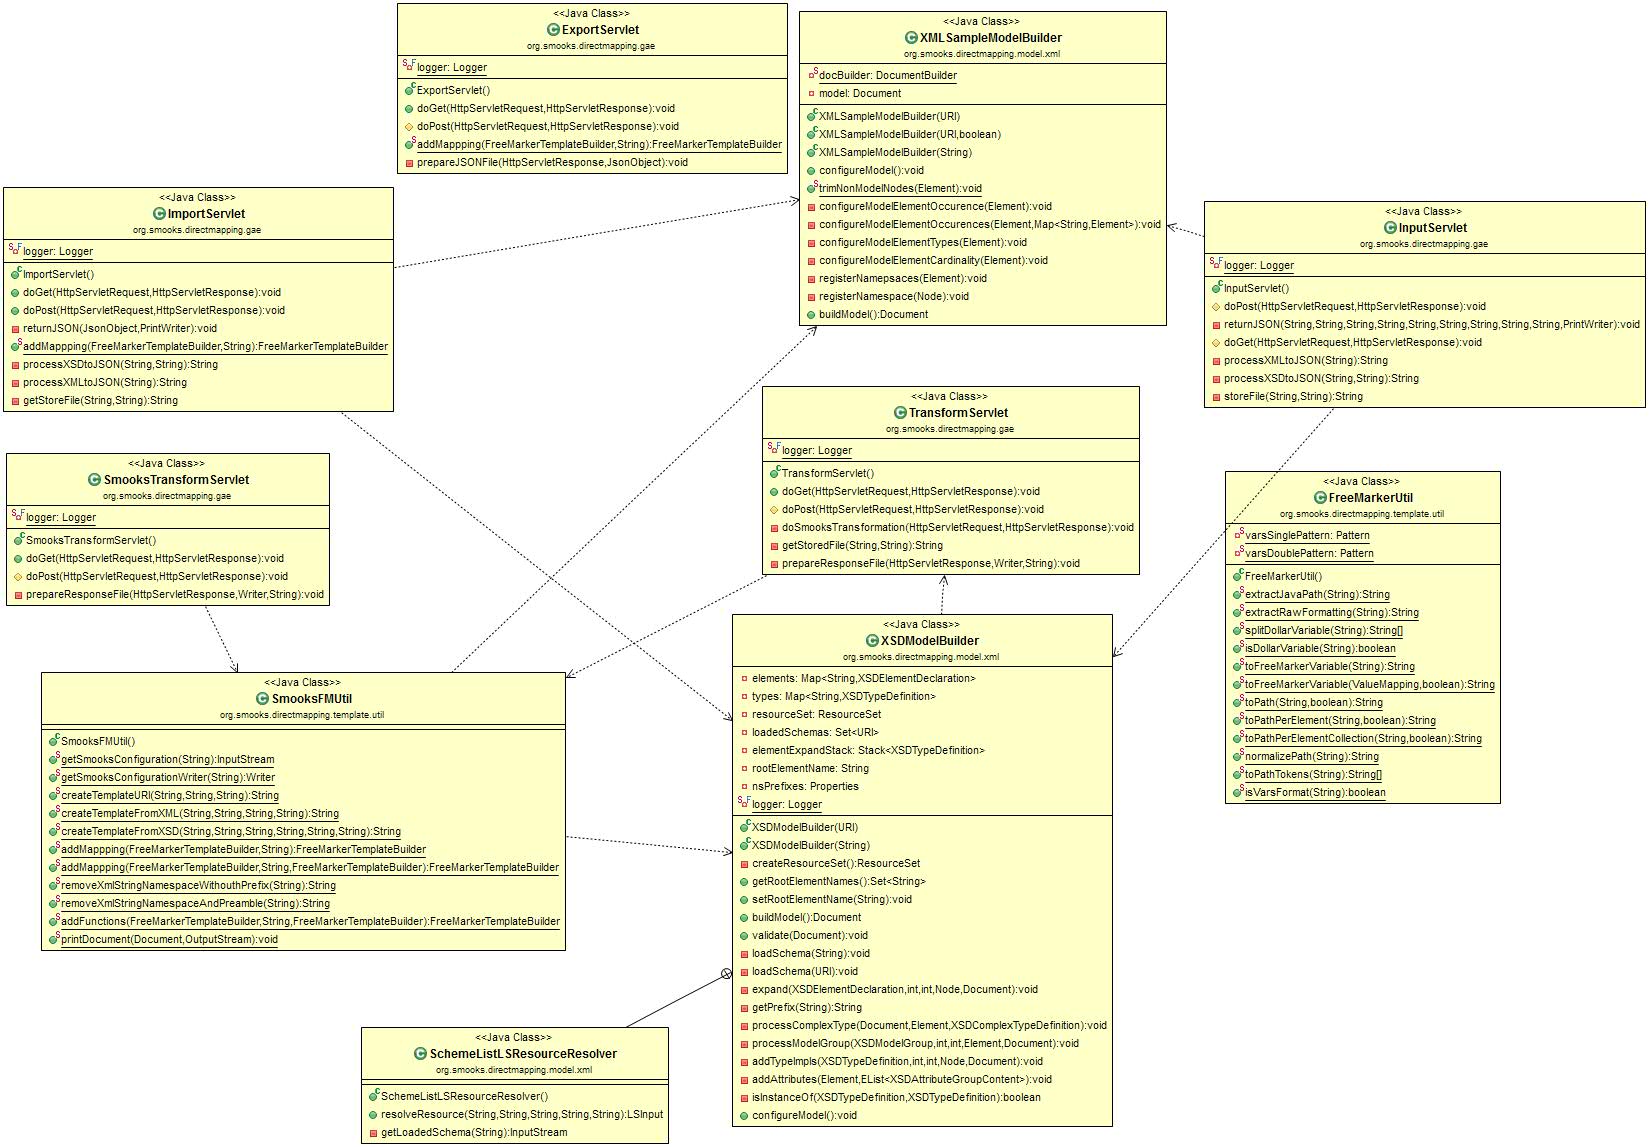 <<Java Class>>
ExportServlet
org.smooks.directmapping.gae
logger: Logger
ExportServlet()
doGet(HttpServletRequest,HttpServletResponse):void
doPost(HttpServletRequest,HttpServletResponse):void
addMappping(FreeMarkerTemplateBuilder,String):FreeMarkerTemplateBuilder
prepareJSONFile(HttpServletResponse,JsonObject):void
<<Java Class>>
XMLSampleModelBuilder
org.smooks.directmapping.model.xml
docBuilder: DocumentBuilder
model: Document
XMLSampleModelBuilder(URI)
XMLSampleModelBuilder(URI,boolean)
XMLSampleModelBuilder(String)
configureModel():void
trimNonModelNodes(Element):void
configureModelElementOccurence(Element):void
configureModelElementOccurences(Element,Map<String,Element>):void
configureModelElementTypes(Element):void
configureModelElementCardinality(Element):void
registerNamepsaces(Element):void
registerNamespace(Node):void
buildModel():Document
<<Java Class>>
ImportServlet
org.smooks.directmapping.gae
logger: Logger
ImportServlet()
doGet(HttpServletRequest,HttpServletResponse):void
doPost(HttpServletRequest,HttpServletResponse):void
returnJSON(JsonObject,PrintWriter):void
addMappping(FreeMarkerTemplateBuilder,String):FreeMarkerTemplateBuilder
processXSDtoJSON(String,String):String
processXMLtoJSON(String):String
getStoreFile(String,String):String
<<Java Class>>
InputServlet
org.smooks.directmapping.gae
logger: Logger
InputServlet()
doPost(HttpServletRequest,HttpServletResponse):void
returnJSON(String,String,String,String,String,String,String,String,PrintWriter):void
doGet(HttpServletRequest,HttpServletResponse):void
processXMLtoJSON(String):String
processXSDtoJSON(String,String):String
storeFile(String,String):String
<<Java Class>>
TransformServlet
org.smooks.directmapping.gae
logger: Logger
TransformServlet()
doGet(HttpServletRequest,HttpServletResponse):void
doPost(HttpServletRequest,HttpServletResponse):void
doSmooksTransformation(HttpServletRequest,HttpServletResponse):void
getStoredFile(String,String):String
prepareResponseFile(HttpServletResponse,Writer,String):void
<<Java Class>>
SmooksTransformServlet
org.smooks.directmapping.gae
logger: Logger
SmooksTransformServlet()
doGet(HttpServletRequest,HttpServletResponse):void
doPost(HttpServletRequest,HttpServletResponse):void
prepareResponseFile(HttpServletResponse,Writer,String):void
<<Java Class>>
FreeMarkerUtil
org.smooks.directmapping.template.util
varsSinglePattern: Pattern
varsDoublePattern: Pattern
FreeMarkerUtil()
extractJavaPath(String):String
extractRawFormatting(String):String
splitDollarVariable(String):String[]
isDollarVariable(String):boolean
toFreeMarkerVariable(String):String
toFreeMarkerVariable(ValueMapping,boolean):String
toPath(String,boolean):String
toPathPerElement(String,boolean):String
toPathPerElementCollection(String,boolean):String
normalizePath(String):String
toPathTokens(String):String[]
isVarsFormat(String):boolean
<<Java Class>>
SmooksFMUtil
org.smooks.directmapping.template.util
SmooksFMUtil()
getSmooksConfiguration(String):InputStream
getSmooksConfigurationWriter(String):Writer
createTemplateURI(String,String,String):String
createTemplateFromXML(String,String,String,String):String
createTemplateFromXSD(String,String,String,String,String,String):String
addMappping(FreeMarkerTemplateBuilder,String):FreeMarkerTemplateBuilder
addMappping(FreeMarkerTemplateBuilder,String,FreeMarkerTemplateBuilder):FreeMarkerTemplateBuilder
removeXmlStringNamespaceWithouthPrefix(String):String
removeXmlStringNamespaceAndPreamble(String):String
addFunctions(FreeMarkerTemplateBuilder,String,FreeMarkerTemplateBuilder):FreeMarkerTemplateBuilder
printDocument(Document,OutputStream):void
<<Java Class>>
XSDModelBuilder
org.smooks.directmapping.model.xml
elements: Map<String,XSDElementDeclaration>
types: Map<String,XSDTypeDefinition>
resourceSet: ResourceSet
loadedSchemas: Set<URI>
elementExpandStack: Stack<XSDTypeDefinition>
rootElementName: String
nsPrefixes: Properties
logger: Logger
XSDModelBuilder(URI)
XSDModelBuilder(String)
createResourceSet():ResourceSet
getRootElementNames():Set<String>
setRootElementName(String):void
buildModel():Document
validate(Document):void
loadSchema(String):void
loadSchema(URI):void
expand(XSDElementDeclaration,int,int,Node,Document):void
getPrefix(String):String
processComplexType(Document,Element,XSDComplexTypeDefinition):void
processModelGroup(XSDModelGroup,int,int,Element,Document):void
addTypeImpls(XSDTypeDefinition,int,int,Node,Document):void
addAttributes(Element,EList<XSDAttributeGroupContent>):void
isInstanceOf(XSDTypeDefinition,XSDTypeDefinition):boolean
configureModel():void
<<Java Class>>
SchemeListLSResourceResolver
org.smooks.directmapping.model.xml
SchemeListLSResourceResolver()
resolveResource(String,String,String,String,String):LSInput
getLoadedSchema(String):InputStream